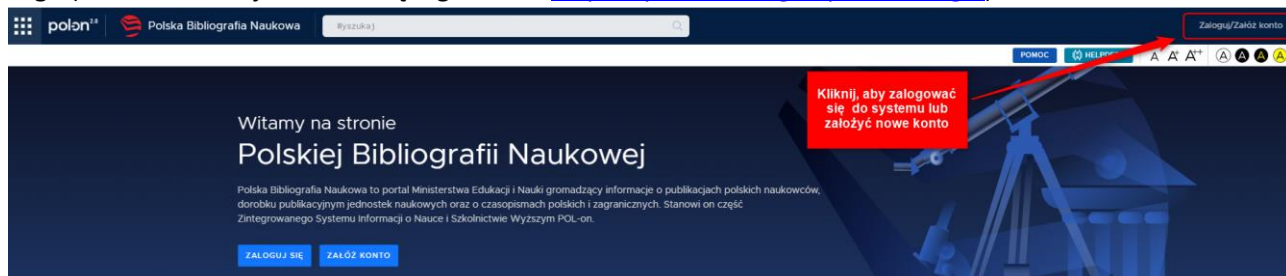 polon 2.0 Polska Bibliografia Naukowa Wyszukaj Zaloguj/Załóż konto
POMOC A A+ A++ A A A A
Kliknij, aby zalogować
się do systemu lub
założyć nowe konto
Witamy na stronie
Polskiej Bibliografii Naukowej
Polska Bibliografia Naukowa to portal Ministerstwa Edukacji i Nauki gromadzący informacje o publikacjach polskich naukowców,
dorobku publikacyjnym jednostek naukowych oraz o czasopismach polskich i zagranicznych. Stanowi on część
Zintegrowanego Systemu Informacji o Nauce i Szkolnictwie Wyższym POL-on.
ZALOGUJ SIĘ ZAŁÓŻ KONTO